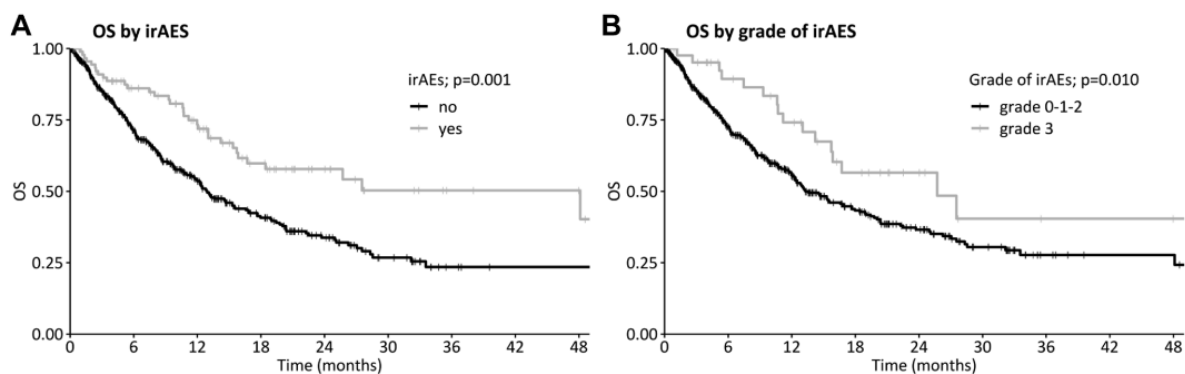 A
OS by irAES
1.00
0.75
0.50
0.25
0.00
OS
irAEs; p=0.001
no
yes
0 6 12 18 24 30 36 42 48
Time (months)
B
OS by grade of irAES
1.00
0.75
0.50
0.25
0.00
OS
Grade of irAEs; p=0.010
grade 0-1-2
grade 3
0 6 12 18 24 30 36 42 48
Time (months)